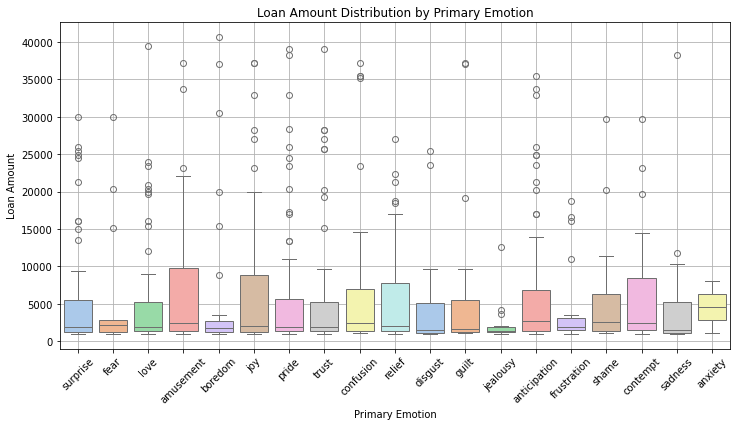 Loan Amount Distribution by Primary Emotion
Loan Amount
40000
35000
30000
25000
20000
15000
10000
5000
0
surprise
fear
love
amusement
boredom
joy
pride
trust
confusion
relief
disgust
guilt
jealousy
anticipation
frustration
shame
contempt
sadness
anxiety
Primary Emotion